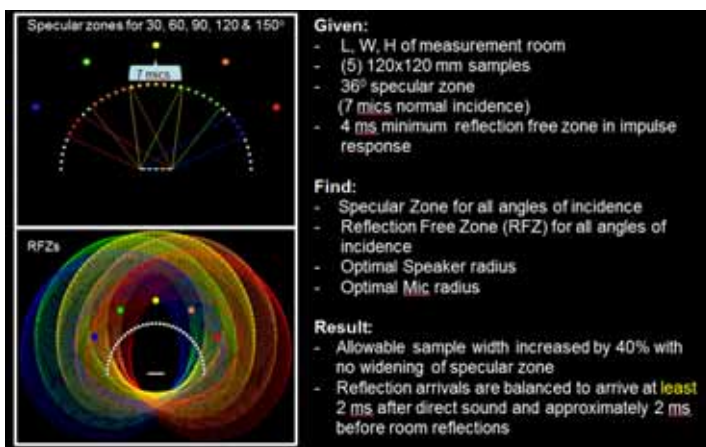 Specular zones for 30, 60, 90, 120 & 150⁰
7 mics
RFZs
Given:
- L, W, H of measurement room
- (5) 120x120 mm samples
- 36⁰ specular zone
(7 mics normal incidence)
- 4 ms minimum reflection free zone in impulse
response
Find:
- Specular Zone for all angles of incidence
- Reflection Free Zone (RFZ) for all angles of
incidence
- Optimal Speaker radius
- Optimal Mic radius
Result:
- Allowable sample width increased by 40% with
no widening of specular zone
- Reflection arrivals are balanced to arrive at least
2 ms after direct sound and approximately 2 ms
before room reflections